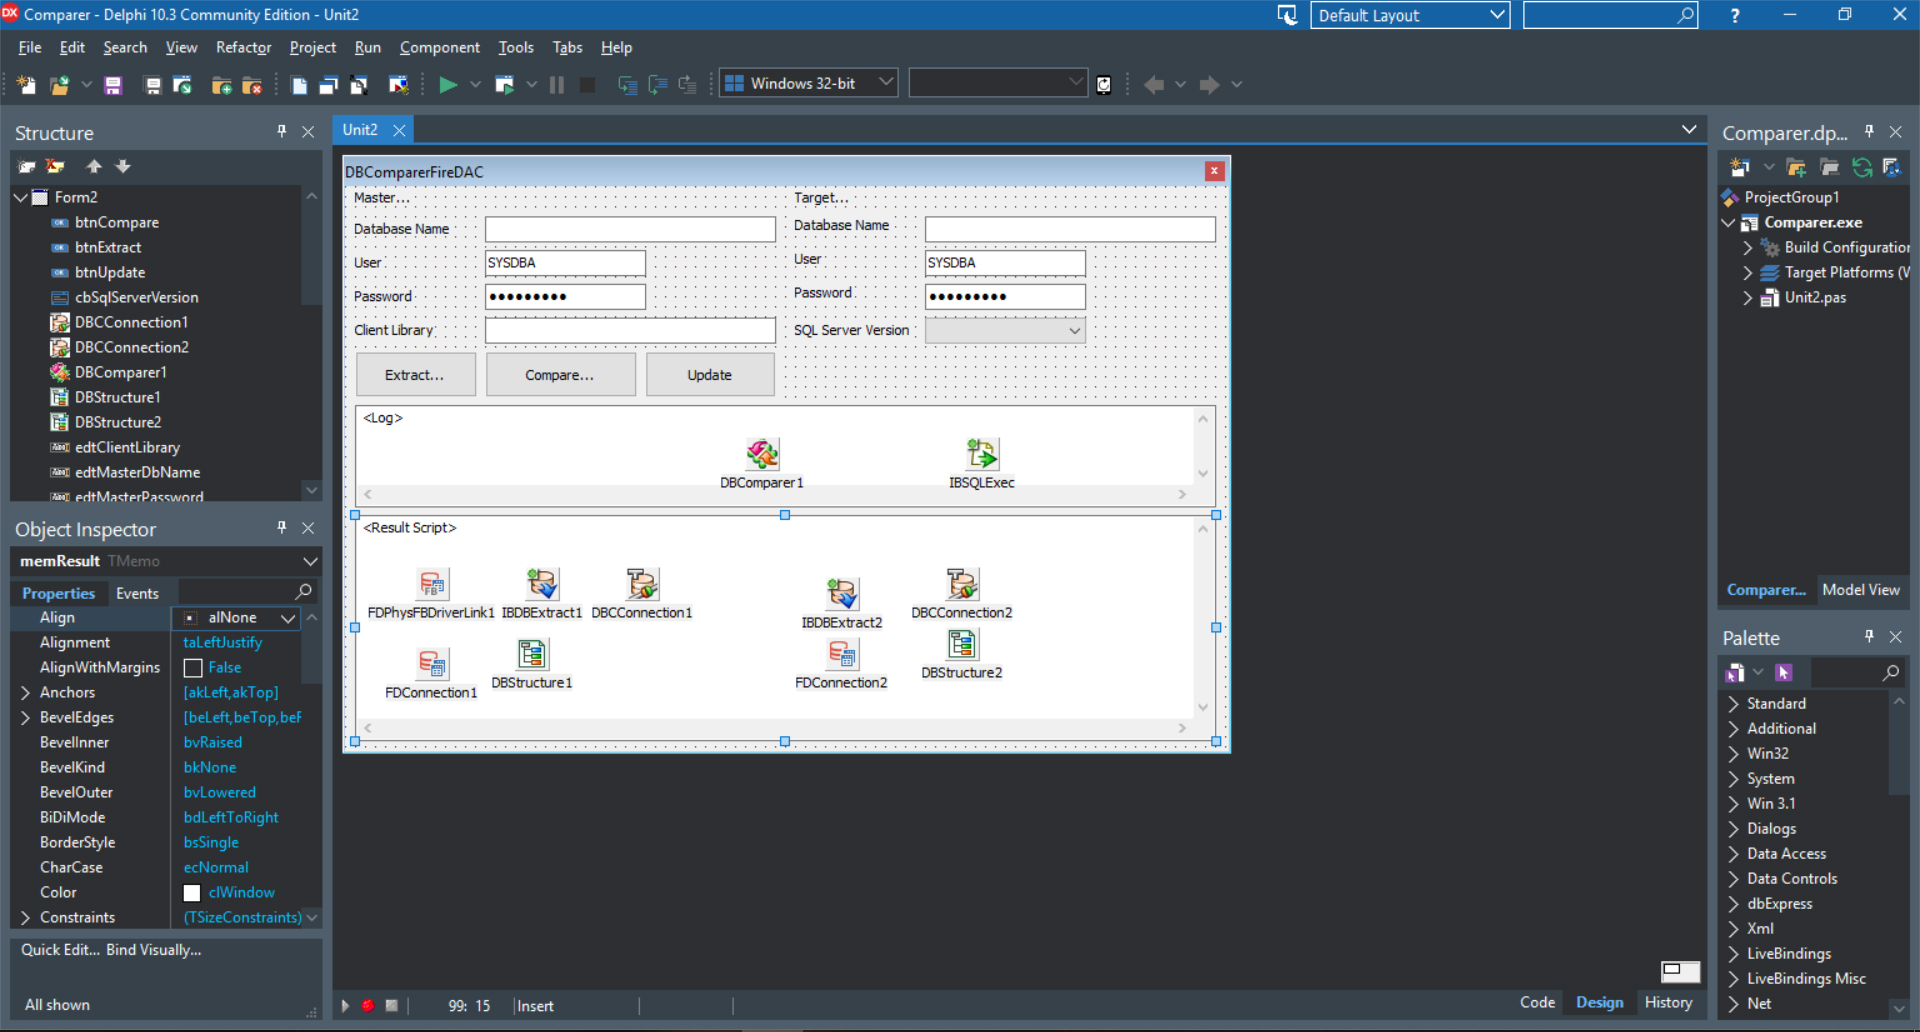 Comparer - Delphi 10.3 Community Edition - Unit2
Default Layout
?
File Edit Search View Refactor Project Run Component Tools Tabs Help
Windows 32-bit
Structure
Form2
btnCompare
btnExtract
btnUpdate
cbSqlServerVersion
DBCConnection1
DBCConnection2
DBComparer1
DBStructure1
DBStructure2
edtClientLibrary
edtMasterDbName
edtMasterPassword
Object Inspector
memResult TMemo
Properties Events
Align alNone
Alignment taLeftJustify
AlignWithMargins False
Anchors [akLeft,akTop]
BevelEdges [beLeft,beTop,beF
BevelInner bvRaised
BevelKind bkNone
BevelOuter bvLowered
BiDiMode bdLeftToRight
BorderStyle bsSingle
CharCase ecNormal
Color clWindow
Constraints (TSizeConstraints)
Quick Edit... Bind Visually...
All shown
Unit2
DBComparerFireDAC
Master...
Target...
Database Name
Database Name
User SYSDBA
User SYSDBA
Password •••••••••
Password •••••••••
Client Library
SQL Server Version
Extract... Compare... Update
<Log>
DBComparer1 IBSQLExec
<Result Script>
FDPhysFBDriverLink1 IBDBExtract1 DBCConnection1 IBDBExtract2 DBCConnection2
FDConnection1 DBStructure1 FDConnection2 DBStructure2
99: 15 Insert
Code Design History
Comparer.dp...
ProjectGroup1
Comparer.exe
Build Configuration
Target Platforms (W
Unit2.pas
Comparer... Model View
Palette
Standard
Additional
Win32
System
Win 3.1
Dialogs
Data Access
Data Controls
dbExpress
Xml
LiveBindings
LiveBindings Misc
Net